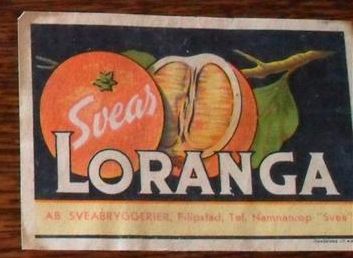 Sveas
LORANGA
AB SVEABRYGGERIER, Filipstad, Tel. Namnanrop "Svea"